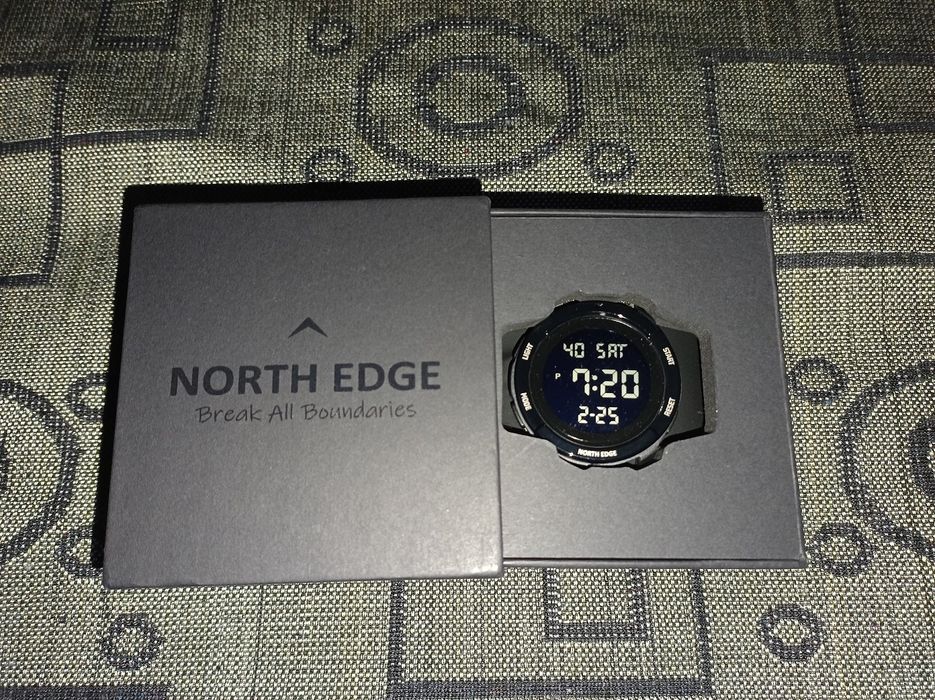 NORTH EDGE
Break All Boundaries
LIGHT
START
40 SAT
P 7:20
2-25
MODE
RESET
NORTH EDGE